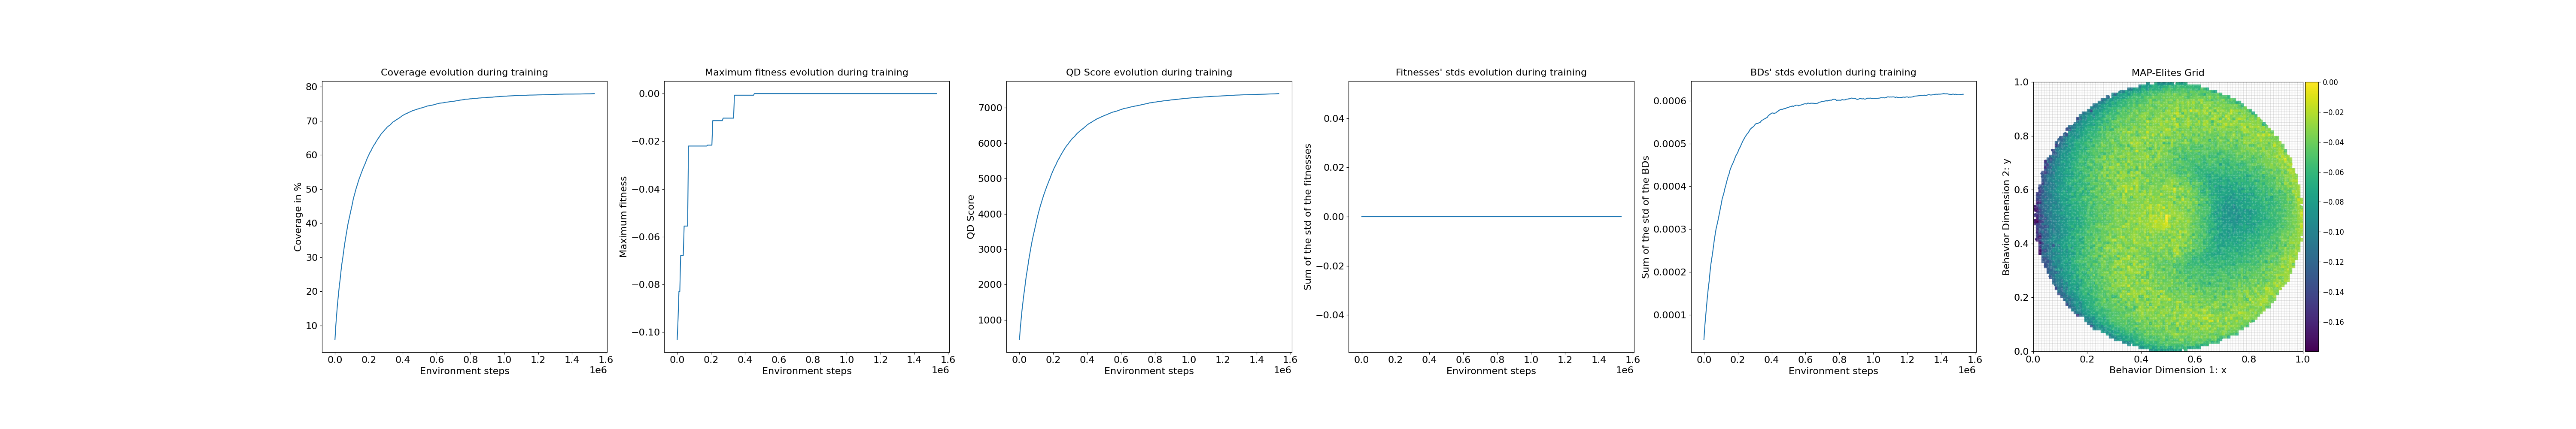 Coverage evolution during training
Coverage in %
80
70
60
50
40
30
20
10
0.0 0.2 0.4 0.6 0.8 1.0 1.2 1.4 1.6
1e6
Environment steps
Maximum fitness evolution during training
Maximum fitness
0.00
−0.02
−0.04
−0.06
−0.08
−0.10
0.0 0.2 0.4 0.6 0.8 1.0 1.2 1.4 1.6
1e6
Environment steps
QD Score evolution during training
QD Score
7000
6000
5000
4000
3000
2000
1000
0.0 0.2 0.4 0.6 0.8 1.0 1.2 1.4 1.6
1e6
Environment steps
Fitnesses' stds evolution during training
Sum of the std of the fitnesses
0.04
0.02
0.00
−0.02
−0.04
0.0 0.2 0.4 0.6 0.8 1.0 1.2 1.4 1.6
1e6
Environment steps
BDs' stds evolution during training
Sum of the std of the BDs
0.0006
0.0005
0.0004
0.0003
0.0002
0.0001
0.0 0.2 0.4 0.6 0.8 1.0 1.2 1.4 1.6
1e6
Environment steps
MAP-Elites Grid
Behavior Dimension 2: y
1.0
0.8
0.6
0.4
0.2
0.0
0.0 0.2 0.4 0.6 0.8 1.0
Behavior Dimension 1: x
0.00
−0.02
−0.04
−0.06
−0.08
−0.10
−0.12
−0.14
−0.16